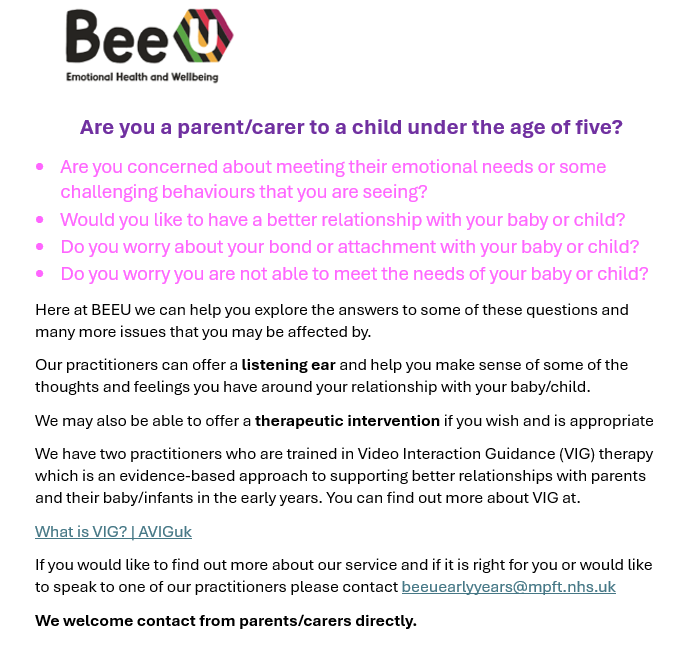 Bee U
Emotional Health and Wellbeing
Are you a parent/carer to a child under the age of five?
• Are you concerned about meeting their emotional needs or some
challenging behaviours that you are seeing?
• Would you like to have a better relationship with your baby or child?
• Do you worry about your bond or attachment with your baby or child?
• Do you worry you are not able to meet the needs of your baby or child?
Here at BEEU we can help you explore the answers to some of these questions and
many more issues that you may be affected by.
Our practitioners can offer a listening ear and help you make sense of some of the
thoughts and feelings you have around your relationship with your baby/child.
We may also be able to offer a therapeutic intervention if you wish and is appropriate
We have two practitioners who are trained in Video Interaction Guidance (VIG) therapy
which is an evidence-based approach to supporting better relationships with parents
and their baby/infants in the early years. You can find out more about VIG at.
What is VIG? | AVIGuk
If you would like to find out more about our service and if it is right for you or would like
to speak to one of our practitioners please contact beeuearlyyears@mpft.nhs.uk
We welcome contact from parents/carers directly.